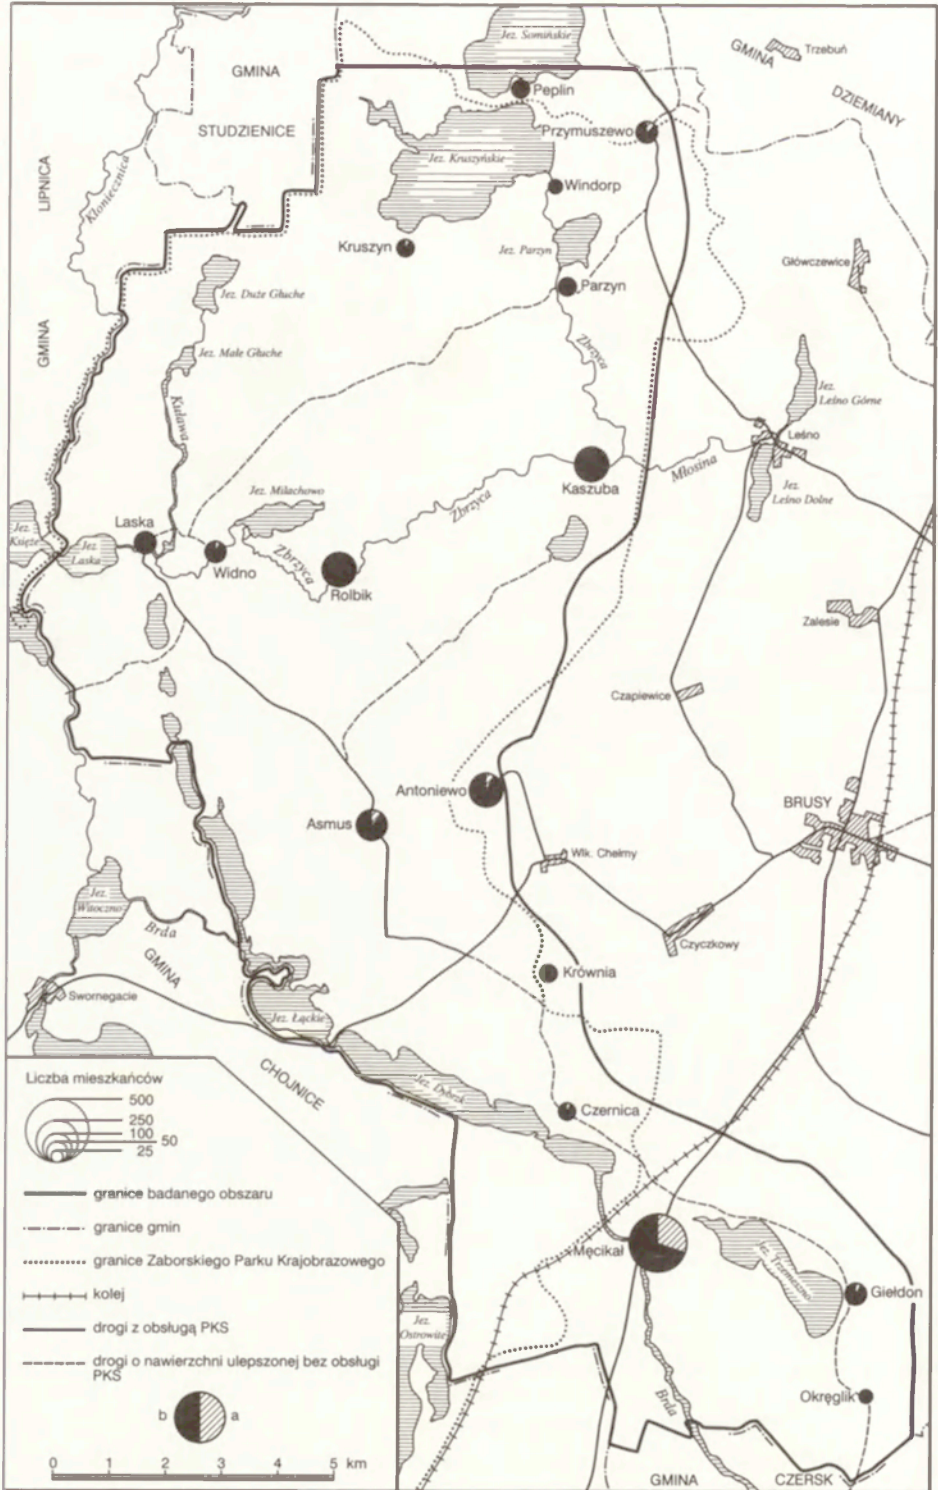 Jez. Somińskie
GMINA
Trzebuń
GMINA
STUDZIENICE
Peplin
DZIEMIANY
Przymuszewo
Jez. Kruszyńskie
LIPNICA
Kłoniecznica
Windorp
Kruszyn
Jez. Parzyn
Główczewice
Jez. Duże Głuche
Parzyn
GMINA
Jez. Małe Głuche
Zbrzyca
Jez.
Leśno Górne
Kuława
Leśno
Młosina
Kaszuba
Jez.
Leśno Dolne
Jez. Milachowo
Zbrzyca
Laska
Jez.
Księże
Jez.
Laska
Widno
Zbrzyca
Rolbik
Zalesie
Czapiewice
Antoniewo
BRUSY
Asmus
Wlk. Chełmy
Jez.
Witoczno
Brda
Czyczkowy
GMINA
Krównia
Swornegacie
Jez. Łąckie
CHOJNICE
Jez. Dybrzk
Czernica
Liczba mieszkańców
500
250
100
50
25
granice badanego obszaru
granice gmin
granice Zaborskiego Parku Krajobrazowego
kolej
drogi z obsługą PKS
drogi o nawierzchni ulepszonej bez obsługi
PKS
b a
0 1 2 3 4 5 km
Męcikał
Jez. Trzemeszno
Giełdon
Jez.
Ostrowite
Okręglik
Brda
GMINA
CZERSK